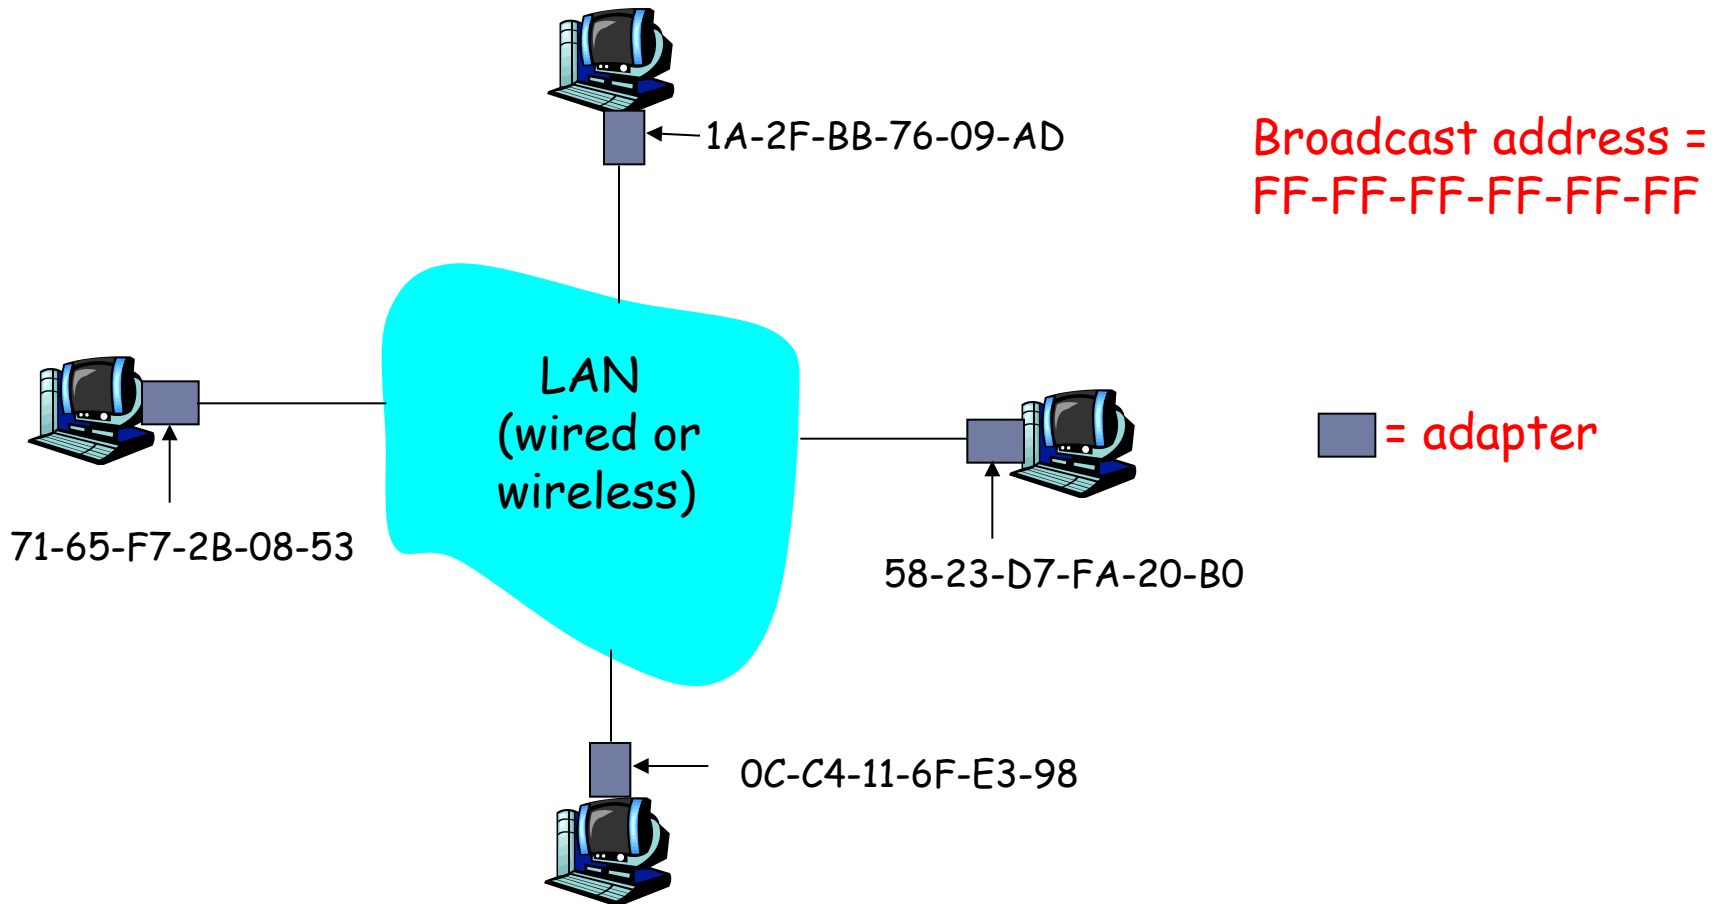 1A-2F-BB-76-09-AD
Broadcast address =
FF-FF-FF-FF-FF-FF
LAN
(wired or
wireless)
= adapter
71-65-F7-2B-08-53
58-23-D7-FA-20-B0
0C-C4-11-6F-E3-98